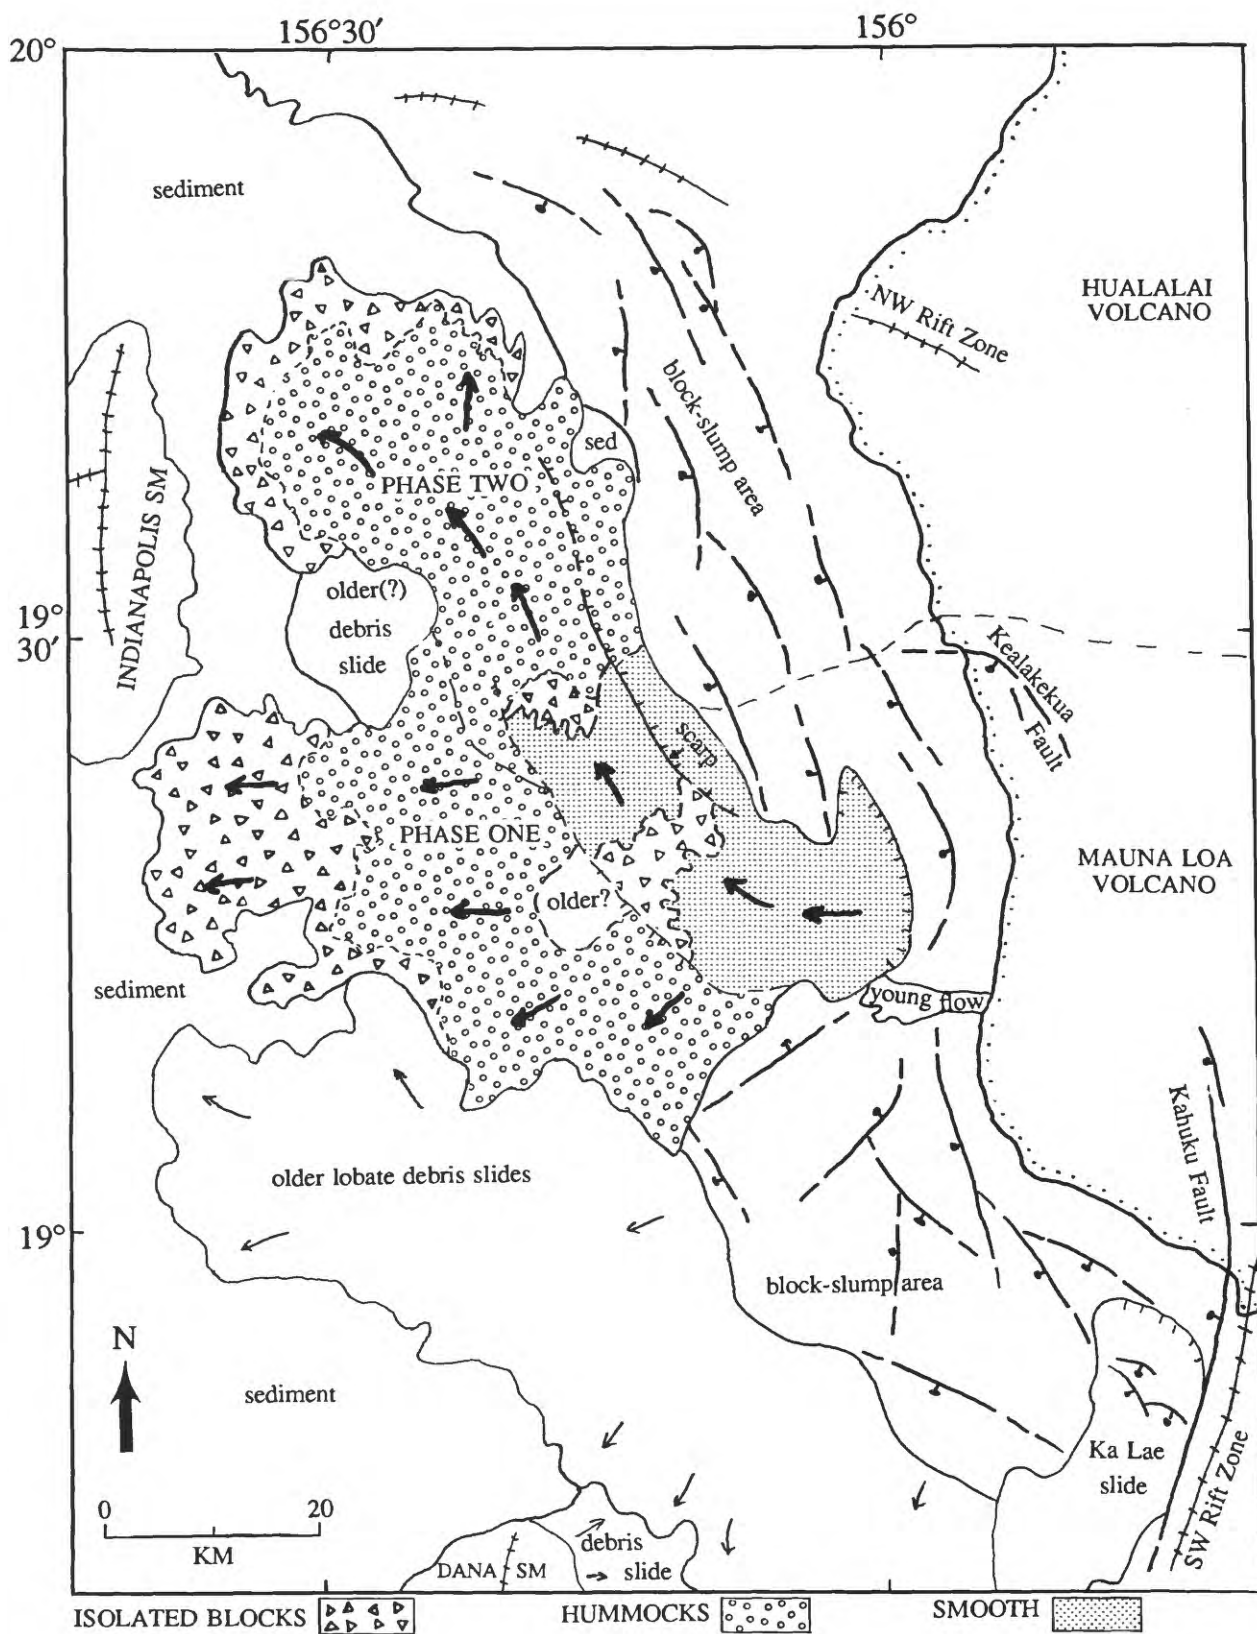 156°30′
156°
20°
sediment
HUALALAI
VOLCANO
NW Rift Zone
block-slump area
sed
PHASE TWO
INDIANAPOLIS SM
older(?)
debris
slide
19°
30′
Kealakekua
Fault
scarp
PHASE ONE
MAUNA LOA
VOLCANO
older?
sediment
young flow
Kahuku Fault
older lobate debris slides
19°
block-slump area
N
sediment
Ka Lae
slide
SW Rift Zone
0 20
KM
debris
slide
DANA SM
ISOLATED BLOCKS
HUMMOCKS
SMOOTH